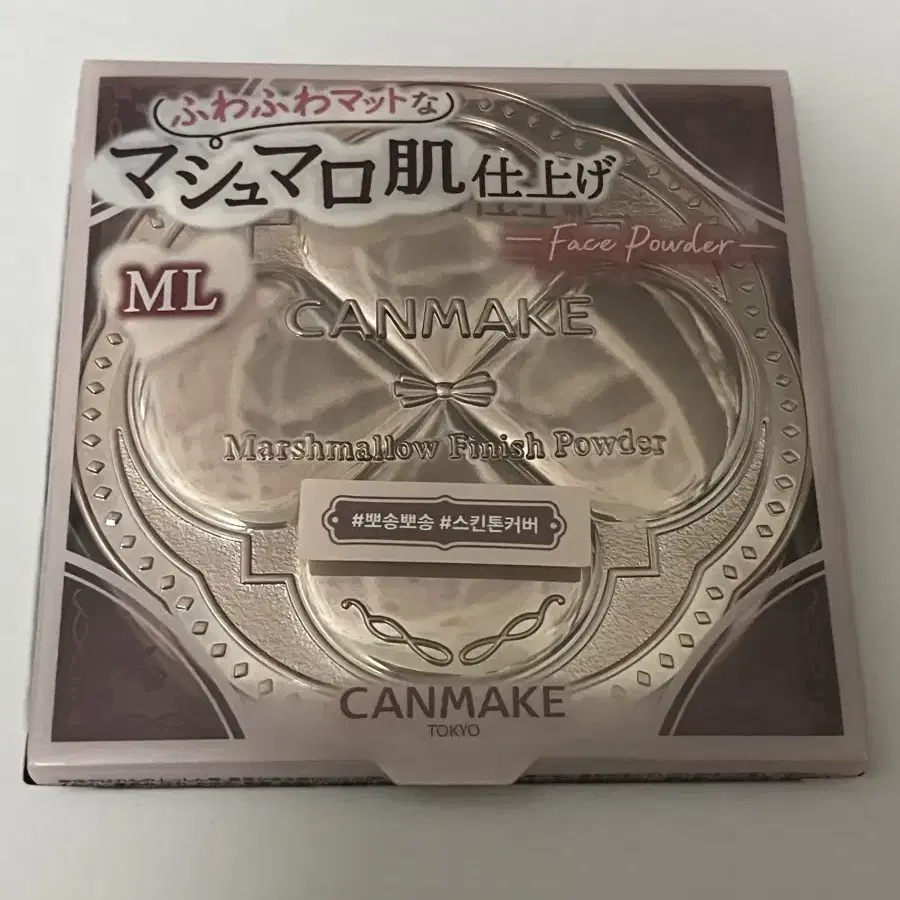 (ふわふわマットな)
マシュマロ肌仕上げ
Face Powder
ML
CANMAKE
Marshmallow Finish Powder
#뽀송뽀송 #스킨톤커버
CANMAKE
TOKYO